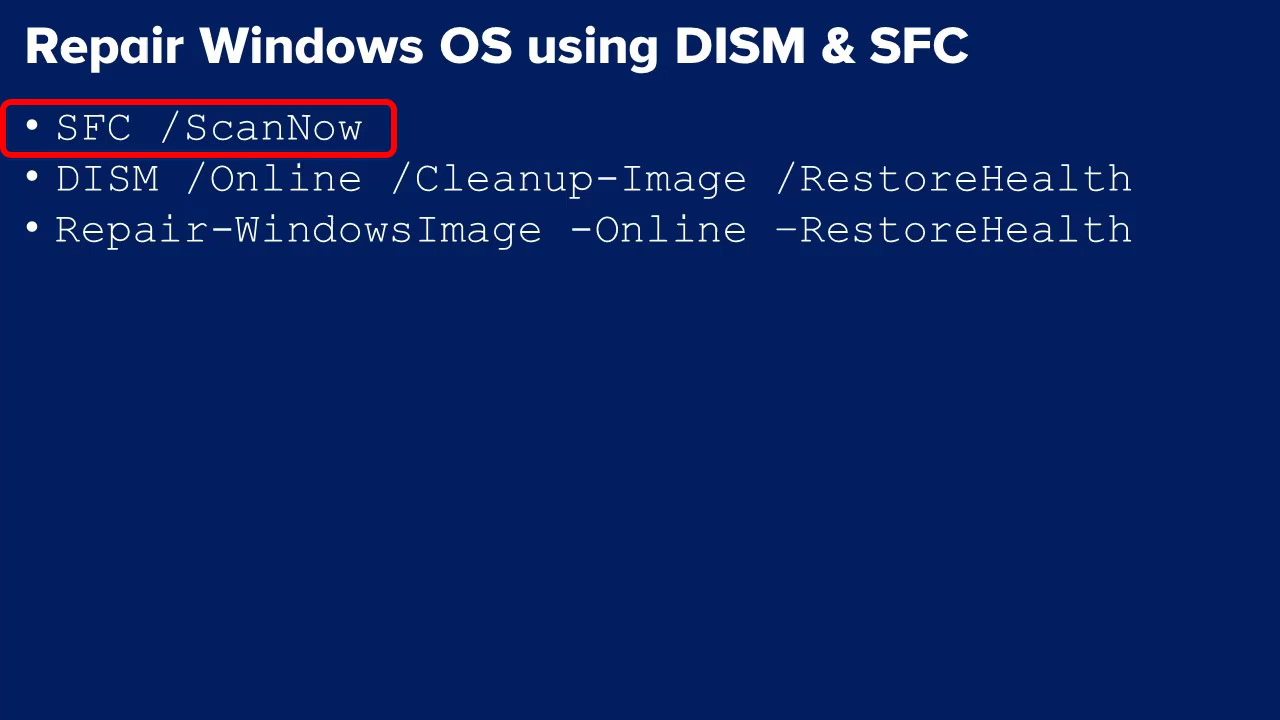 Repair Windows OS using DISM & SFC
• SFC /ScanNow
• DISM /Online /Cleanup-Image /RestoreHealth
• Repair-WindowsImage -Online –RestoreHealth